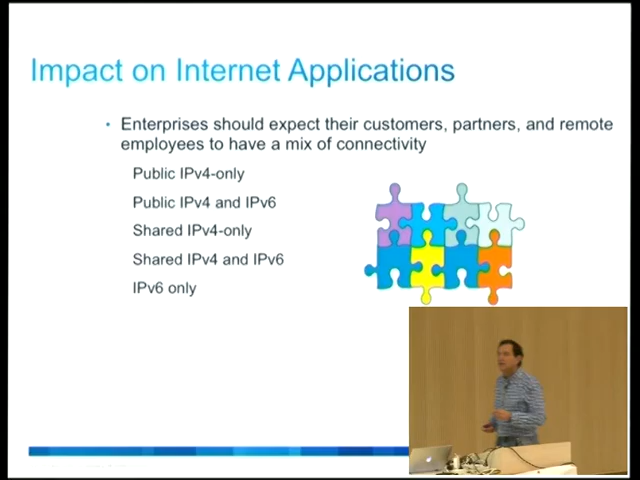 Impact on Internet Applications
• Enterprises should expect their customers, partners, and remote
employees to have a mix of connectivity
Public IPv4-only
Public IPv4 and IPv6
Shared IPv4-only
Shared IPv4 and IPv6
IPv6 only